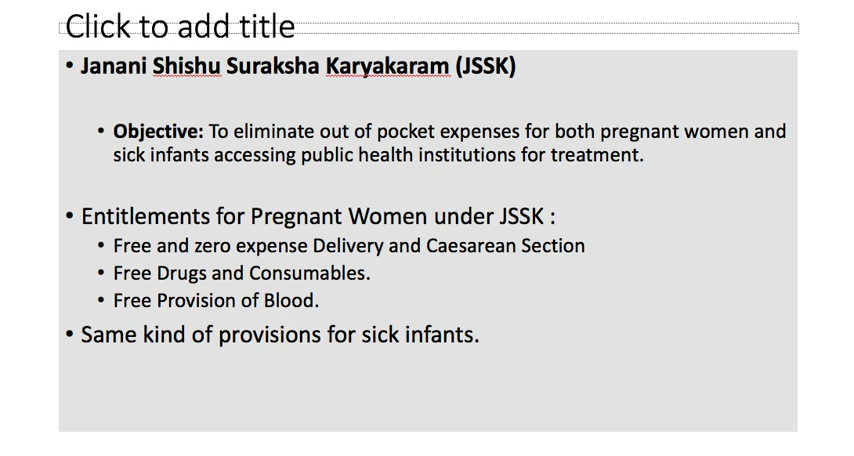 Click to add title
• Janani Shishu Suraksha Karyakaram (JSSK)
• Objective: To eliminate out of pocket expenses for both pregnant women and
sick infants accessing public health institutions for treatment.
• Entitlements for Pregnant Women under JSSK :
• Free and zero expense Delivery and Caesarean Section
• Free Drugs and Consumables.
• Free Provision of Blood.
• Same kind of provisions for sick infants.